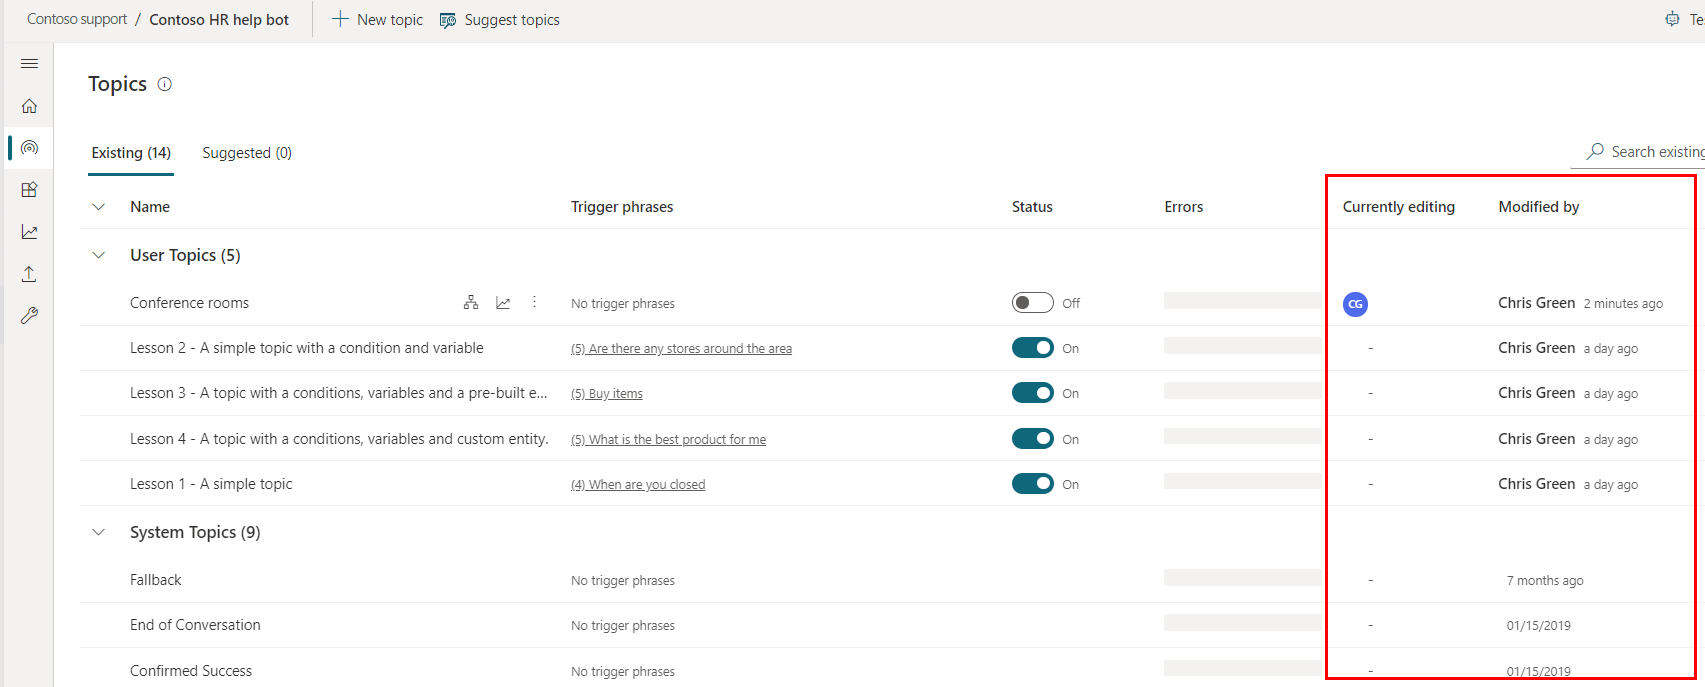 Contoso support / Contoso HR help bot + New topic Suggest topics
Topics
Existing (14) Suggested (0) Search existing
Name Trigger phrases Status Errors Currently editing Modified by
User Topics (5)
Conference rooms No trigger phrases Off CG Chris Green 2 minutes ago
Lesson 2 - A simple topic with a condition and variable (5) Are there any stores around the area On - Chris Green a day ago
Lesson 3 - A topic with a conditions, variables and a pre-built e... (5) Buy items On - Chris Green a day ago
Lesson 4 - A topic with a conditions, variables and custom entity. (5) What is the best product for me On - Chris Green a day ago
Lesson 1 - A simple topic (4) When are you closed On - Chris Green a day ago
System Topics (9)
Fallback No trigger phrases - 7 months ago
End of Conversation No trigger phrases - 01/15/2019
Confirmed Success No trigger phrases - 01/15/2019